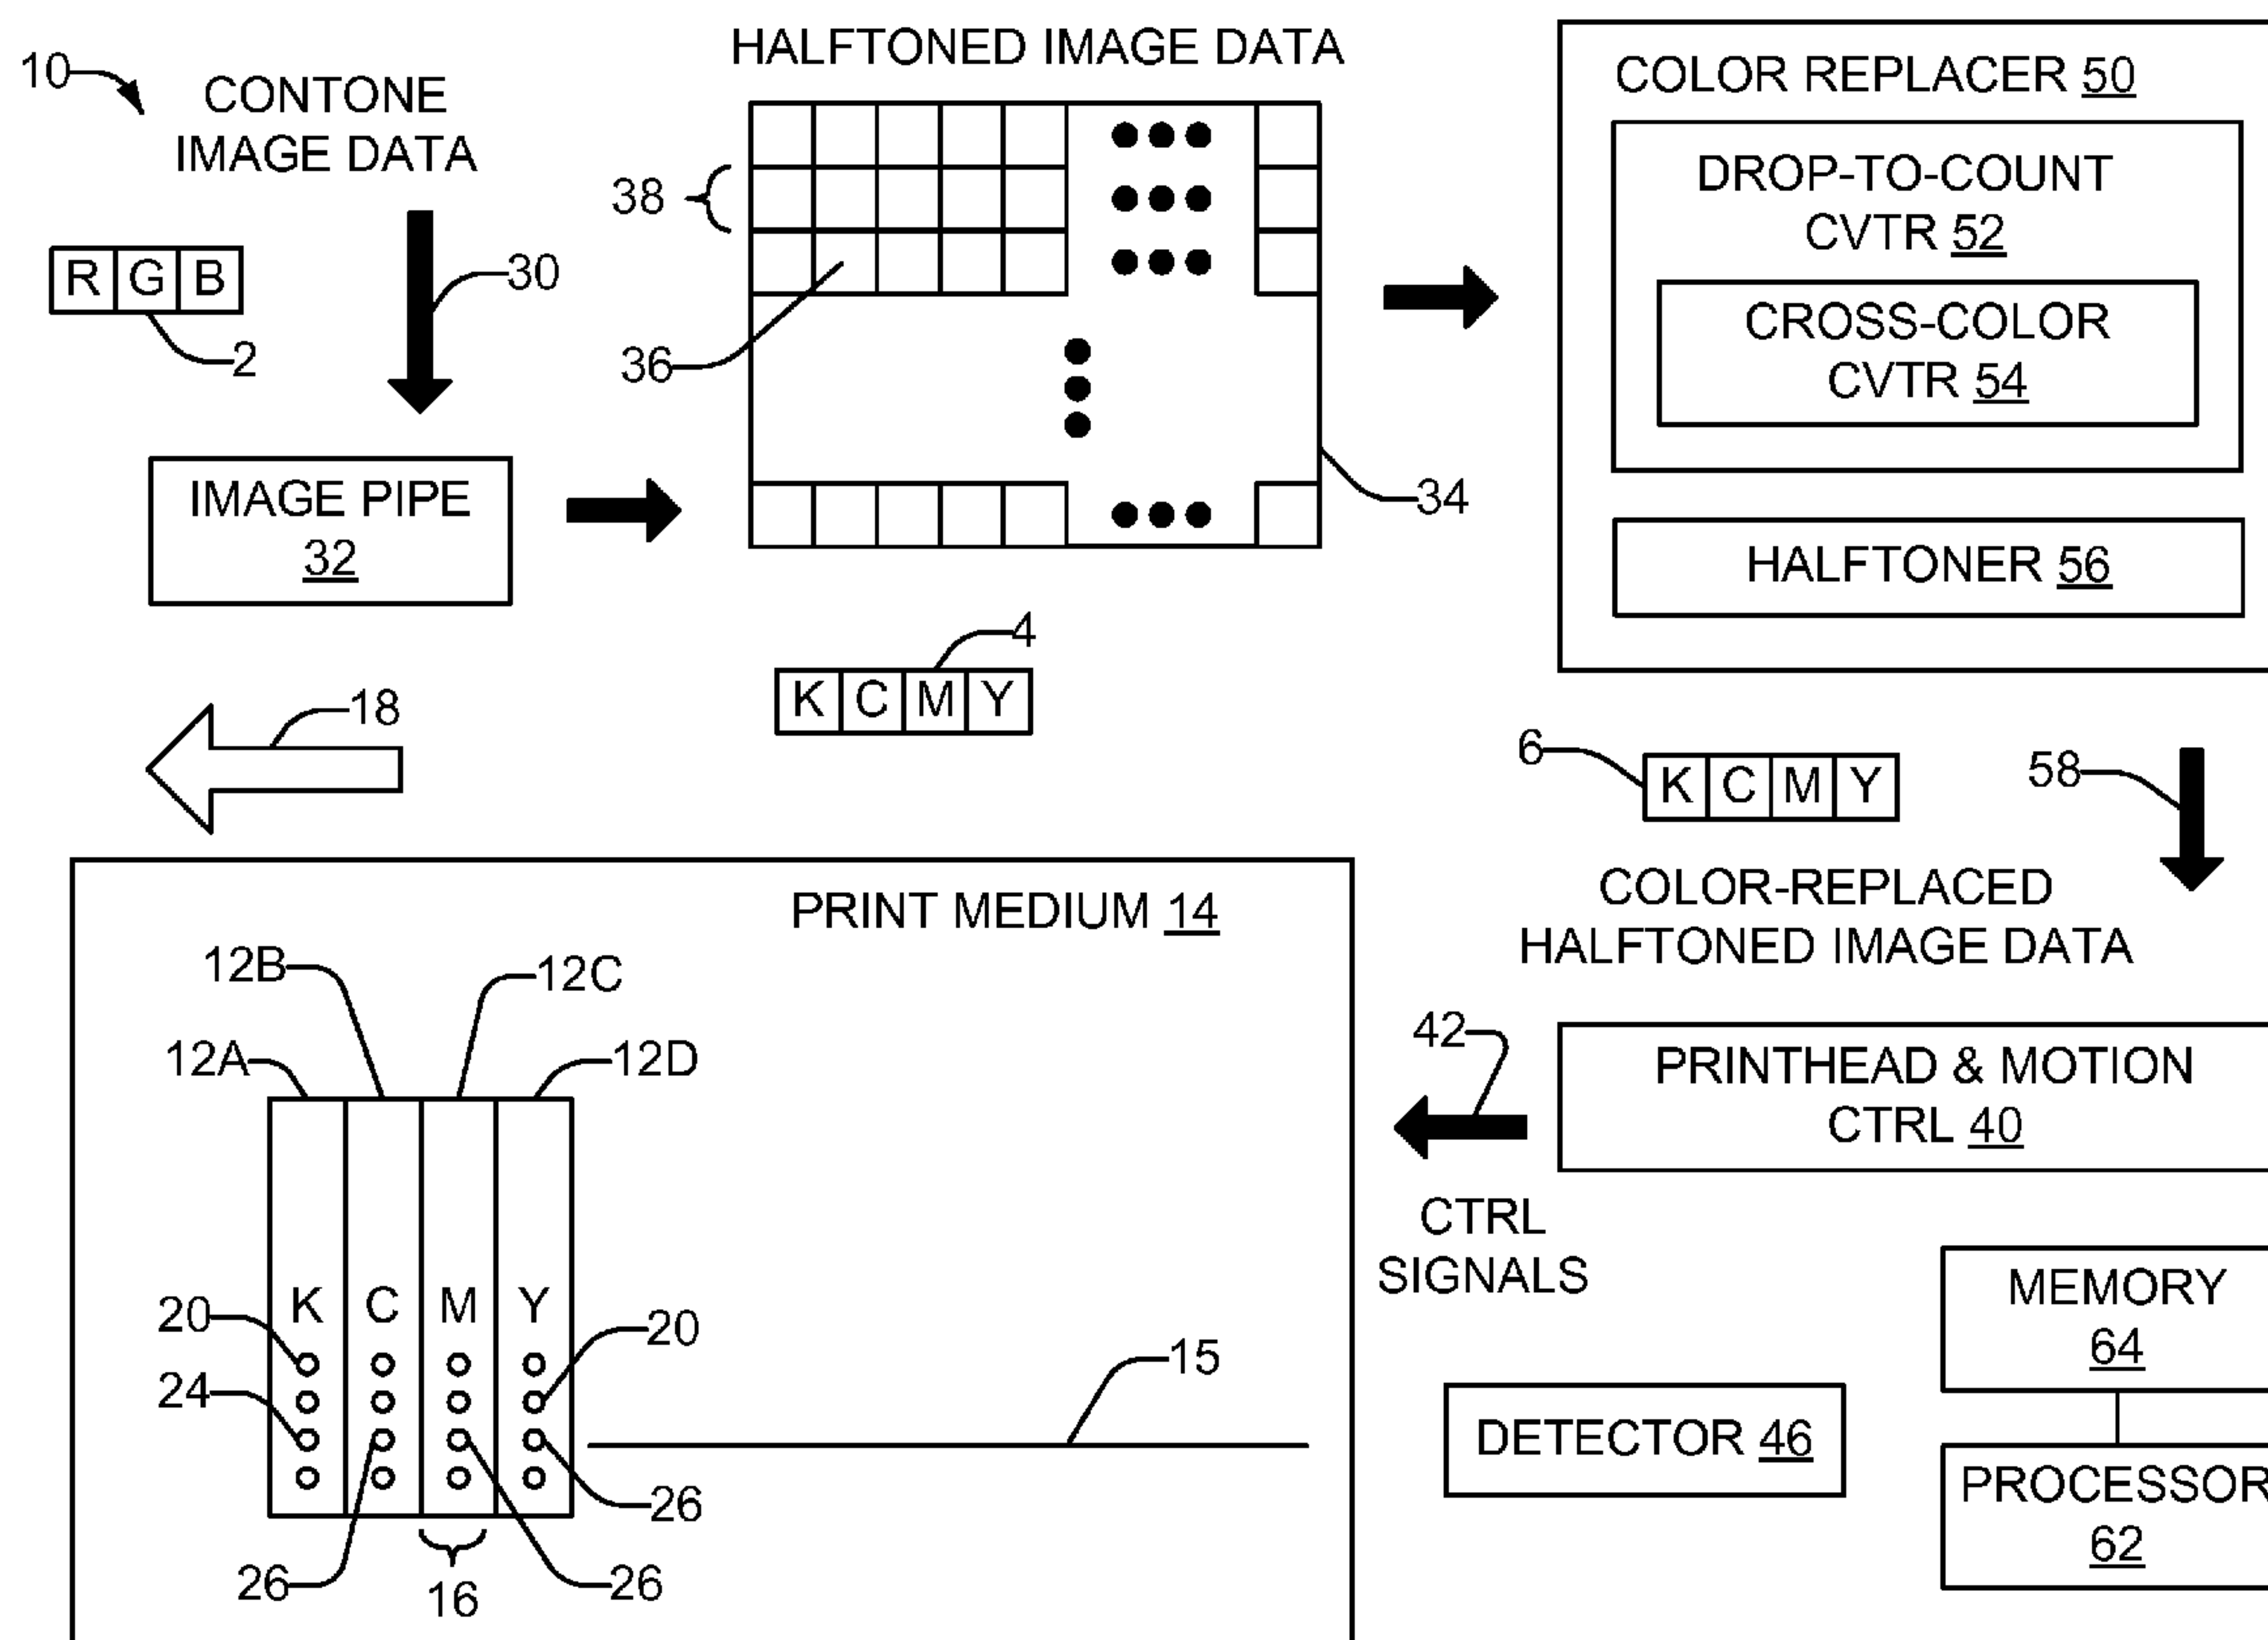 10
CONTONE
IMAGE DATA
R G B
2
30
IMAGE PIPE
32
HALFTONED IMAGE DATA
38
36
34
4
K C M Y
COLOR REPLACER 50
DROP-TO-COUNT
CVTR 52
CROSS-COLOR
CVTR 54
HALFTONER 56
18
6
K C M Y
58
COLOR-REPLACED
HALFTONED IMAGE DATA
PRINT MEDIUM 14
12B
12C
12A
12D
K C M Y
20
20
24
15
26
26
26
16
42
PRINTHEAD & MOTION
CTRL 40
CTRL
SIGNALS
MEMORY
64
DETECTOR 46
PROCESSOR
62